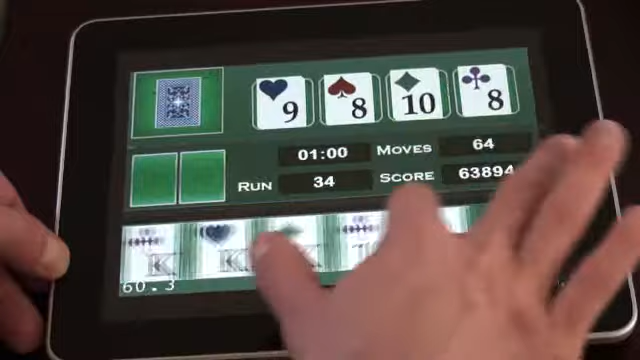 9 8 10 8
01:00 MOVES 64
RUN 34 SCORE 63894
K K K
60.3